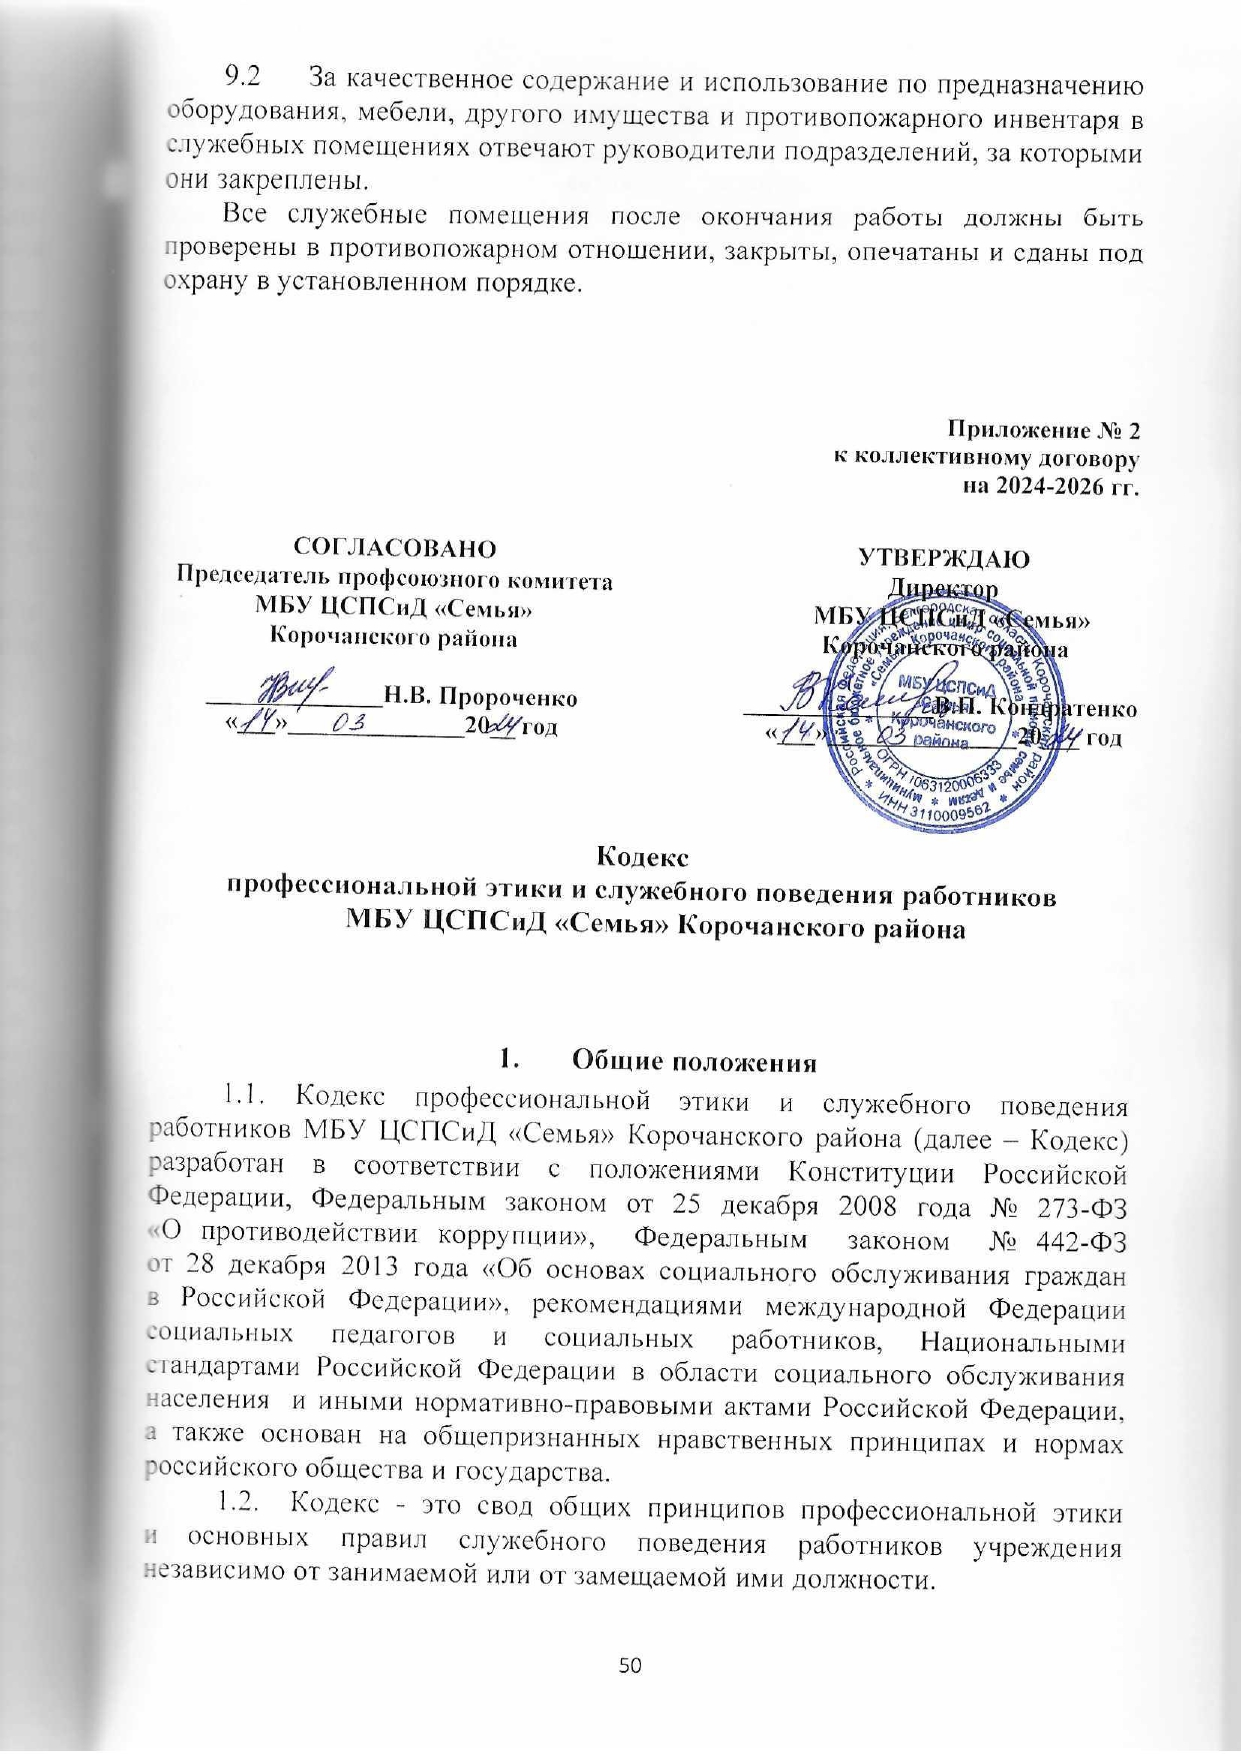 9.2 За качественное содержание и использование по предназначению
оборудования, мебели, другого имущества и противопожарного инвентаря в
служебных помещениях отвечают руководители подразделений, за которыми
они закреплены.
Все служебные помещения после окончания работы должны быть
проверены в противопожарном отношении, закрыты, опечатаны и сданы под
охрану в установленном порядке.
Приложение № 2
к коллективному договору
на 2024-2026 гг.
СОГЛАСОВАНО
Председатель профсоюзного комитета
МБУ ЦСПСиД «Семья»
Корочанского района
Н.В. Пророченко
«14» 03 2024 год
УТВЕРЖДАЮ
Директор
МБУ ЦСПСиД «Семья»
Корочанского района
В.П. Кондратенко
«14» 03 2024 год
МБУ ЦСПСиД
«Семья»
Корочанского
района
ОГРН 1063120006333
ИНН 3110009562
Кодекс
профессиональной этики и служебного поведения работников
МБУ ЦСПСиД «Семья» Корочанского района
1. Общие положения
1.1. Кодекс профессиональной этики и служебного поведения
работников МБУ ЦСПСиД «Семья» Корочанского района (далее – Кодекс)
разработан в соответствии с положениями Конституции Российской
Федерации, Федеральным законом от 25 декабря 2008 года № 273-ФЗ
«О противодействии коррупции», Федеральным законом № 442-ФЗ
от 28 декабря 2013 года «Об основах социального обслуживания граждан
в Российской Федерации», рекомендациями международной Федерации
социальных педагогов и социальных работников, Национальными
стандартами Российской Федерации в области социального обслуживания
населения и иными нормативно-правовыми актами Российской Федерации,
а также основан на общепризнанных нравственных принципах и нормах
российского общества и государства.
1.2. Кодекс - это свод общих принципов профессиональной этики
и основных правил служебного поведения работников учреждения
независимо от занимаемой или от замещаемой ими должности.
50